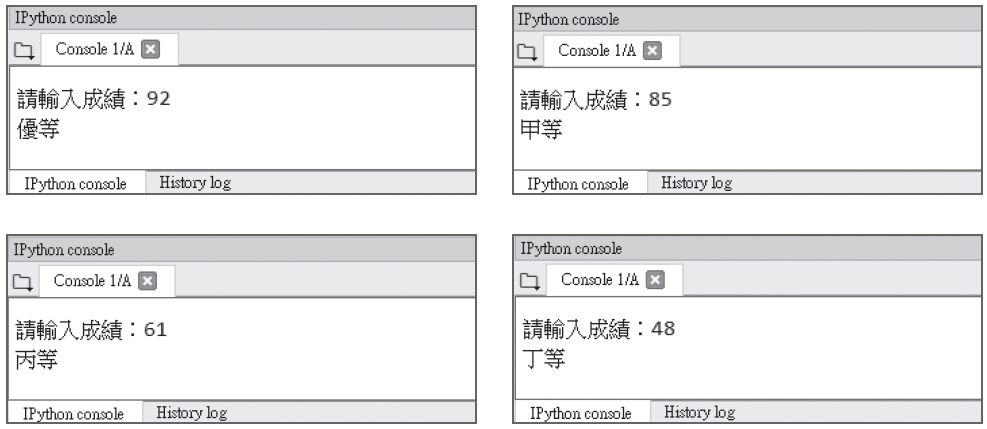 IPython console
Console 1/A
請輸入成績：92
優等
IPython console
History log
IPython console
Console 1/A
請輸入成績：85
甲等
IPython console
History log
IPython console
Console 1/A
請輸入成績：61
丙等
IPython console
History log
IPython console
Console 1/A
請輸入成績：48
丁等
IPython console
History log